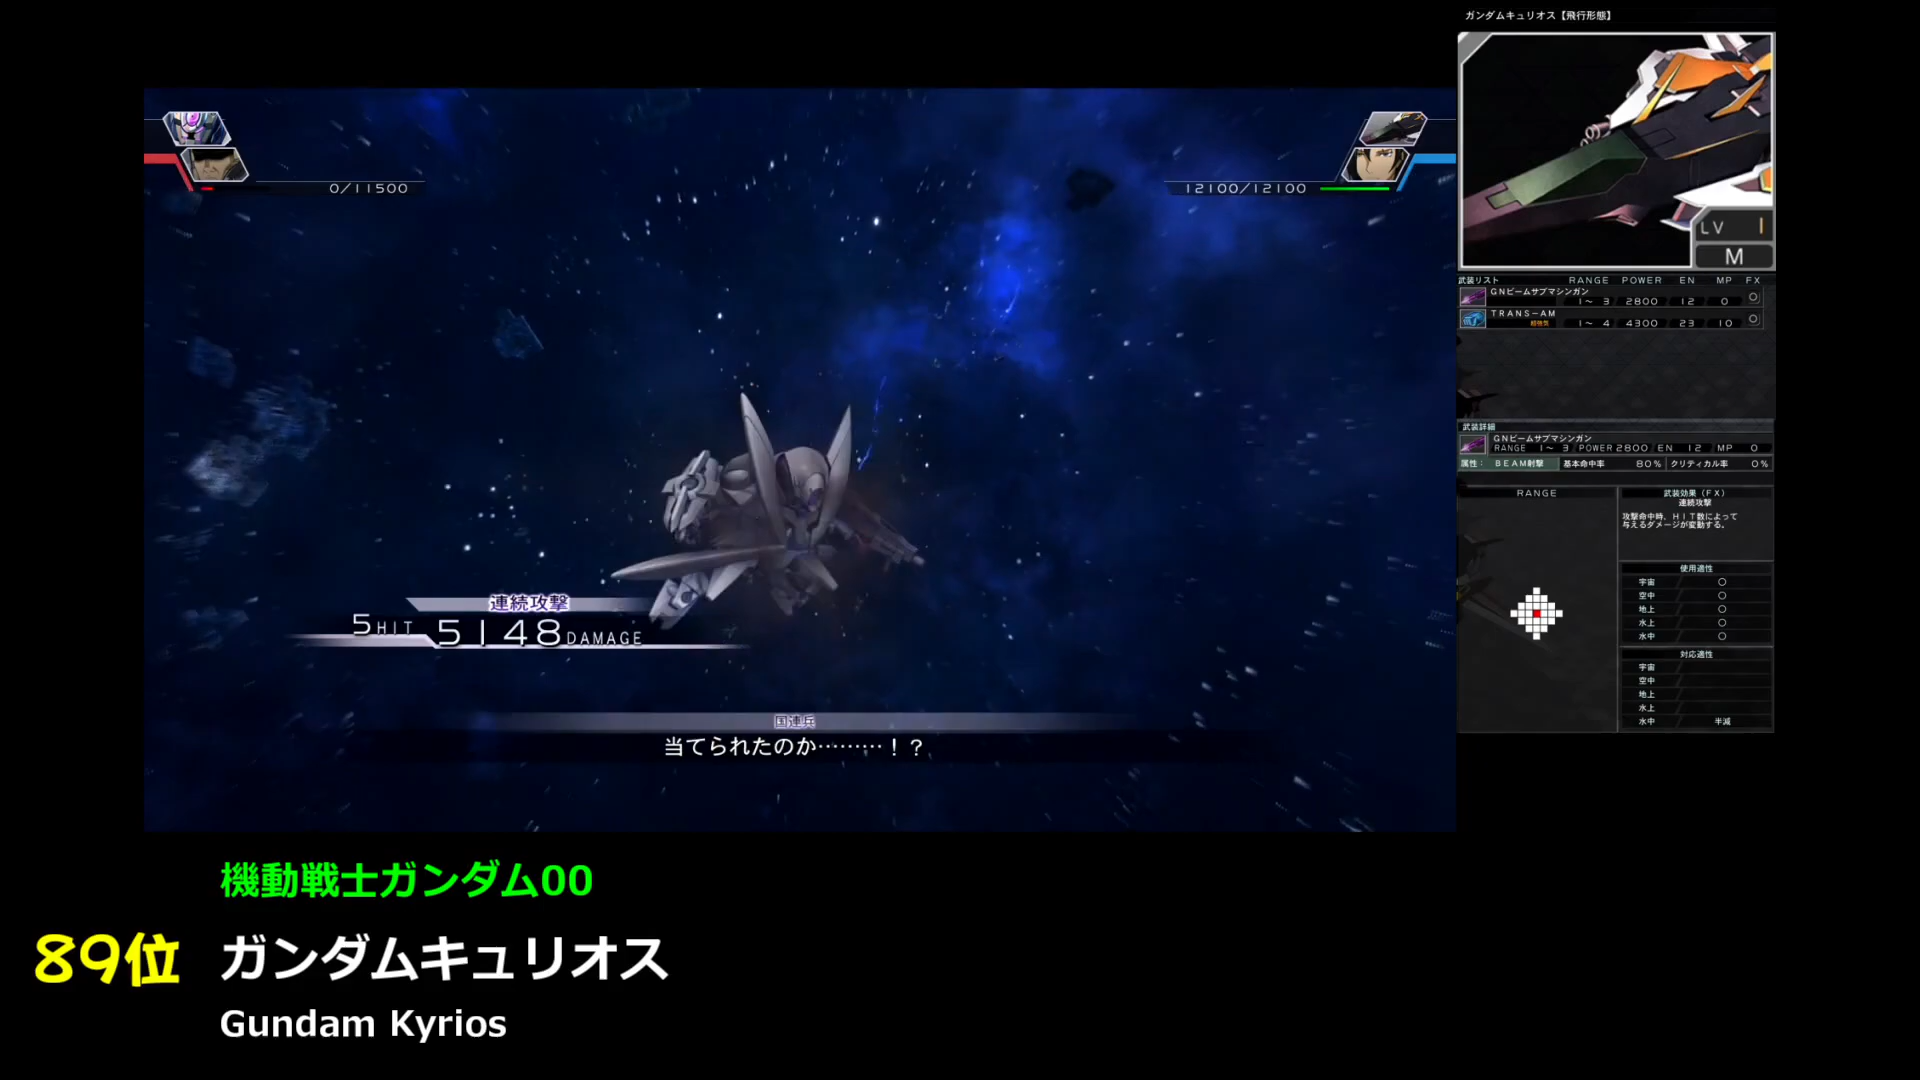 ガンダムキュリオス【飛行形態】
0/11500
12100/12100
LV 1
M
武装リスト RANGE POWER EN MP FX
GNビームサブマシンガン
1～ 3 2800 12 0 ○
TRANS-AM
超強気 1～ 4 4300 23 10 ○
武装詳細
GNビームサブマシンガン
RANGE 1～ 3 POWER 2800 EN 12 MP 0
属性： BEAM射撃 基本命中率 80% クリティカル率 0%
RANGE
武装効果（FX）
連続攻撃
攻撃命中時、HIT数によって
与えるダメージが変動する。
使用適性
宇宙 ○
空中 ○
地上 ○
水上 ○
水中 ○
対応適性
宇宙
空中
地上
水上
水中 半減
連続攻撃
5HIT 5148DAMAGE
国連兵
当てられたのか………！？
機動戦士ガンダム00
89位 ガンダムキュリオス
Gundam Kyrios